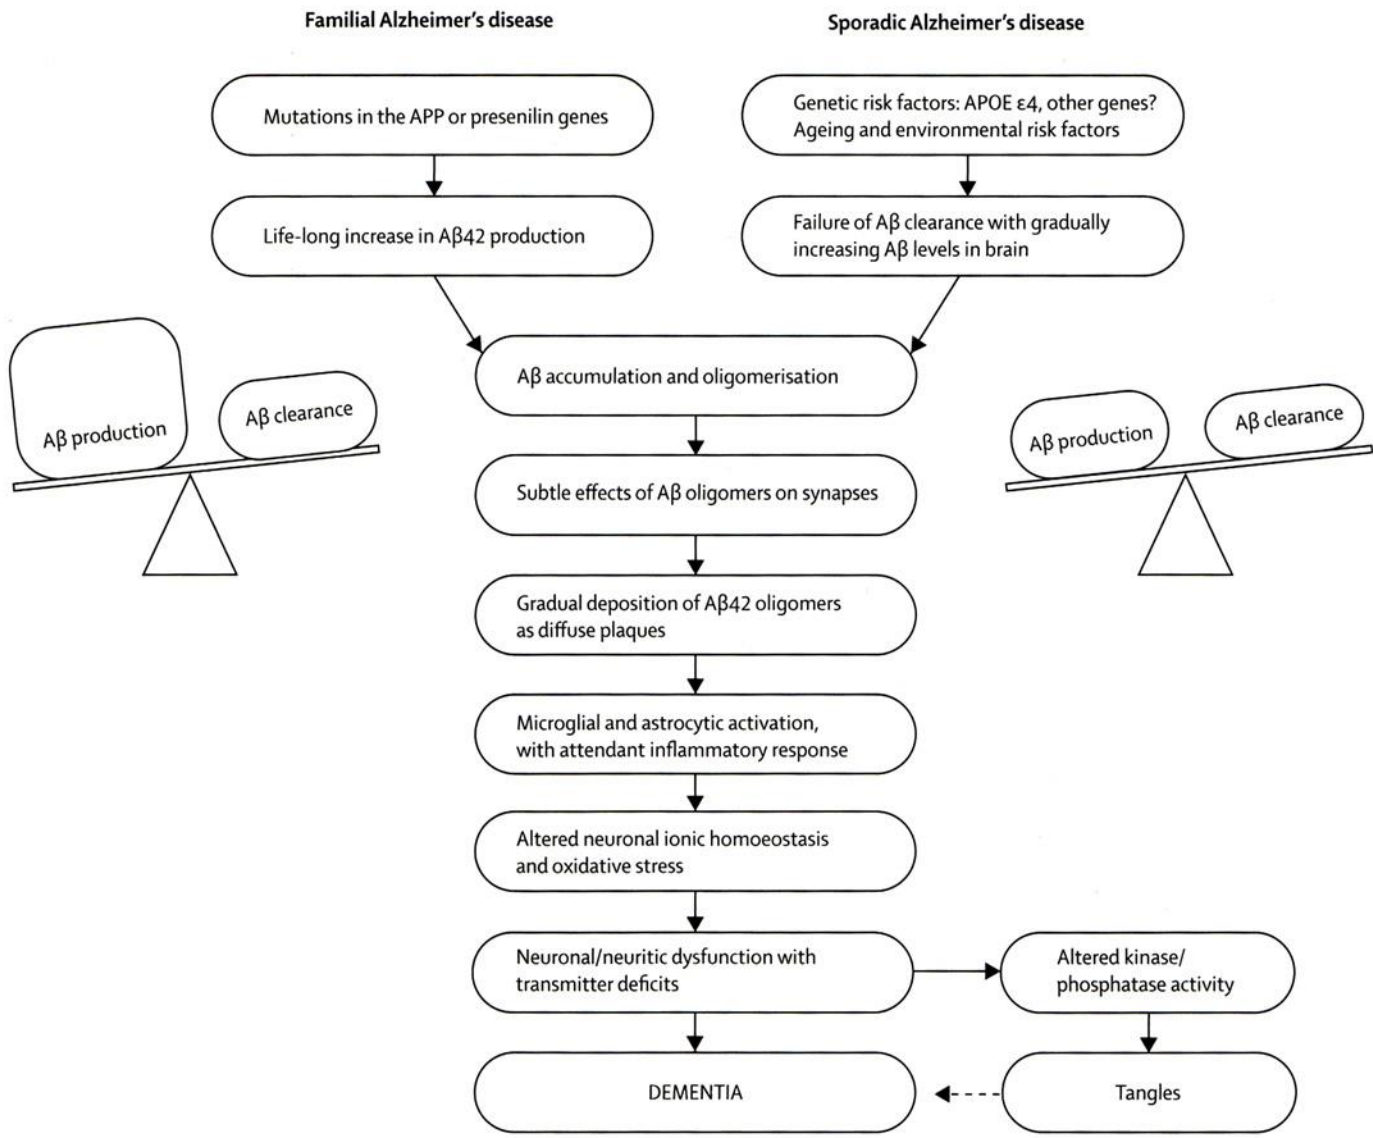 Familial Alzheimer's disease
Sporadic Alzheimer's disease
Mutations in the APP or presenilin genes
Genetic risk factors: APOE ε4, other genes?
Ageing and environmental risk factors
Life-long increase in Aβ42 production
Failure of Aβ clearance with gradually
increasing Aβ levels in brain
Aβ production
Aβ clearance
Aβ accumulation and oligomerisation
Aβ production
Aβ clearance
Subtle effects of Aβ oligomers on synapses
Gradual deposition of Aβ42 oligomers
as diffuse plaques
Microglial and astrocytic activation,
with attendant inflammatory response
Altered neuronal ionic homoeostasis
and oxidative stress
Neuronal/neuritic dysfunction with
transmitter deficits
Altered kinase/
phosphatase activity
DEMENTIA
Tangles